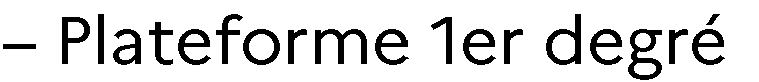 – Plateforme 1er degré